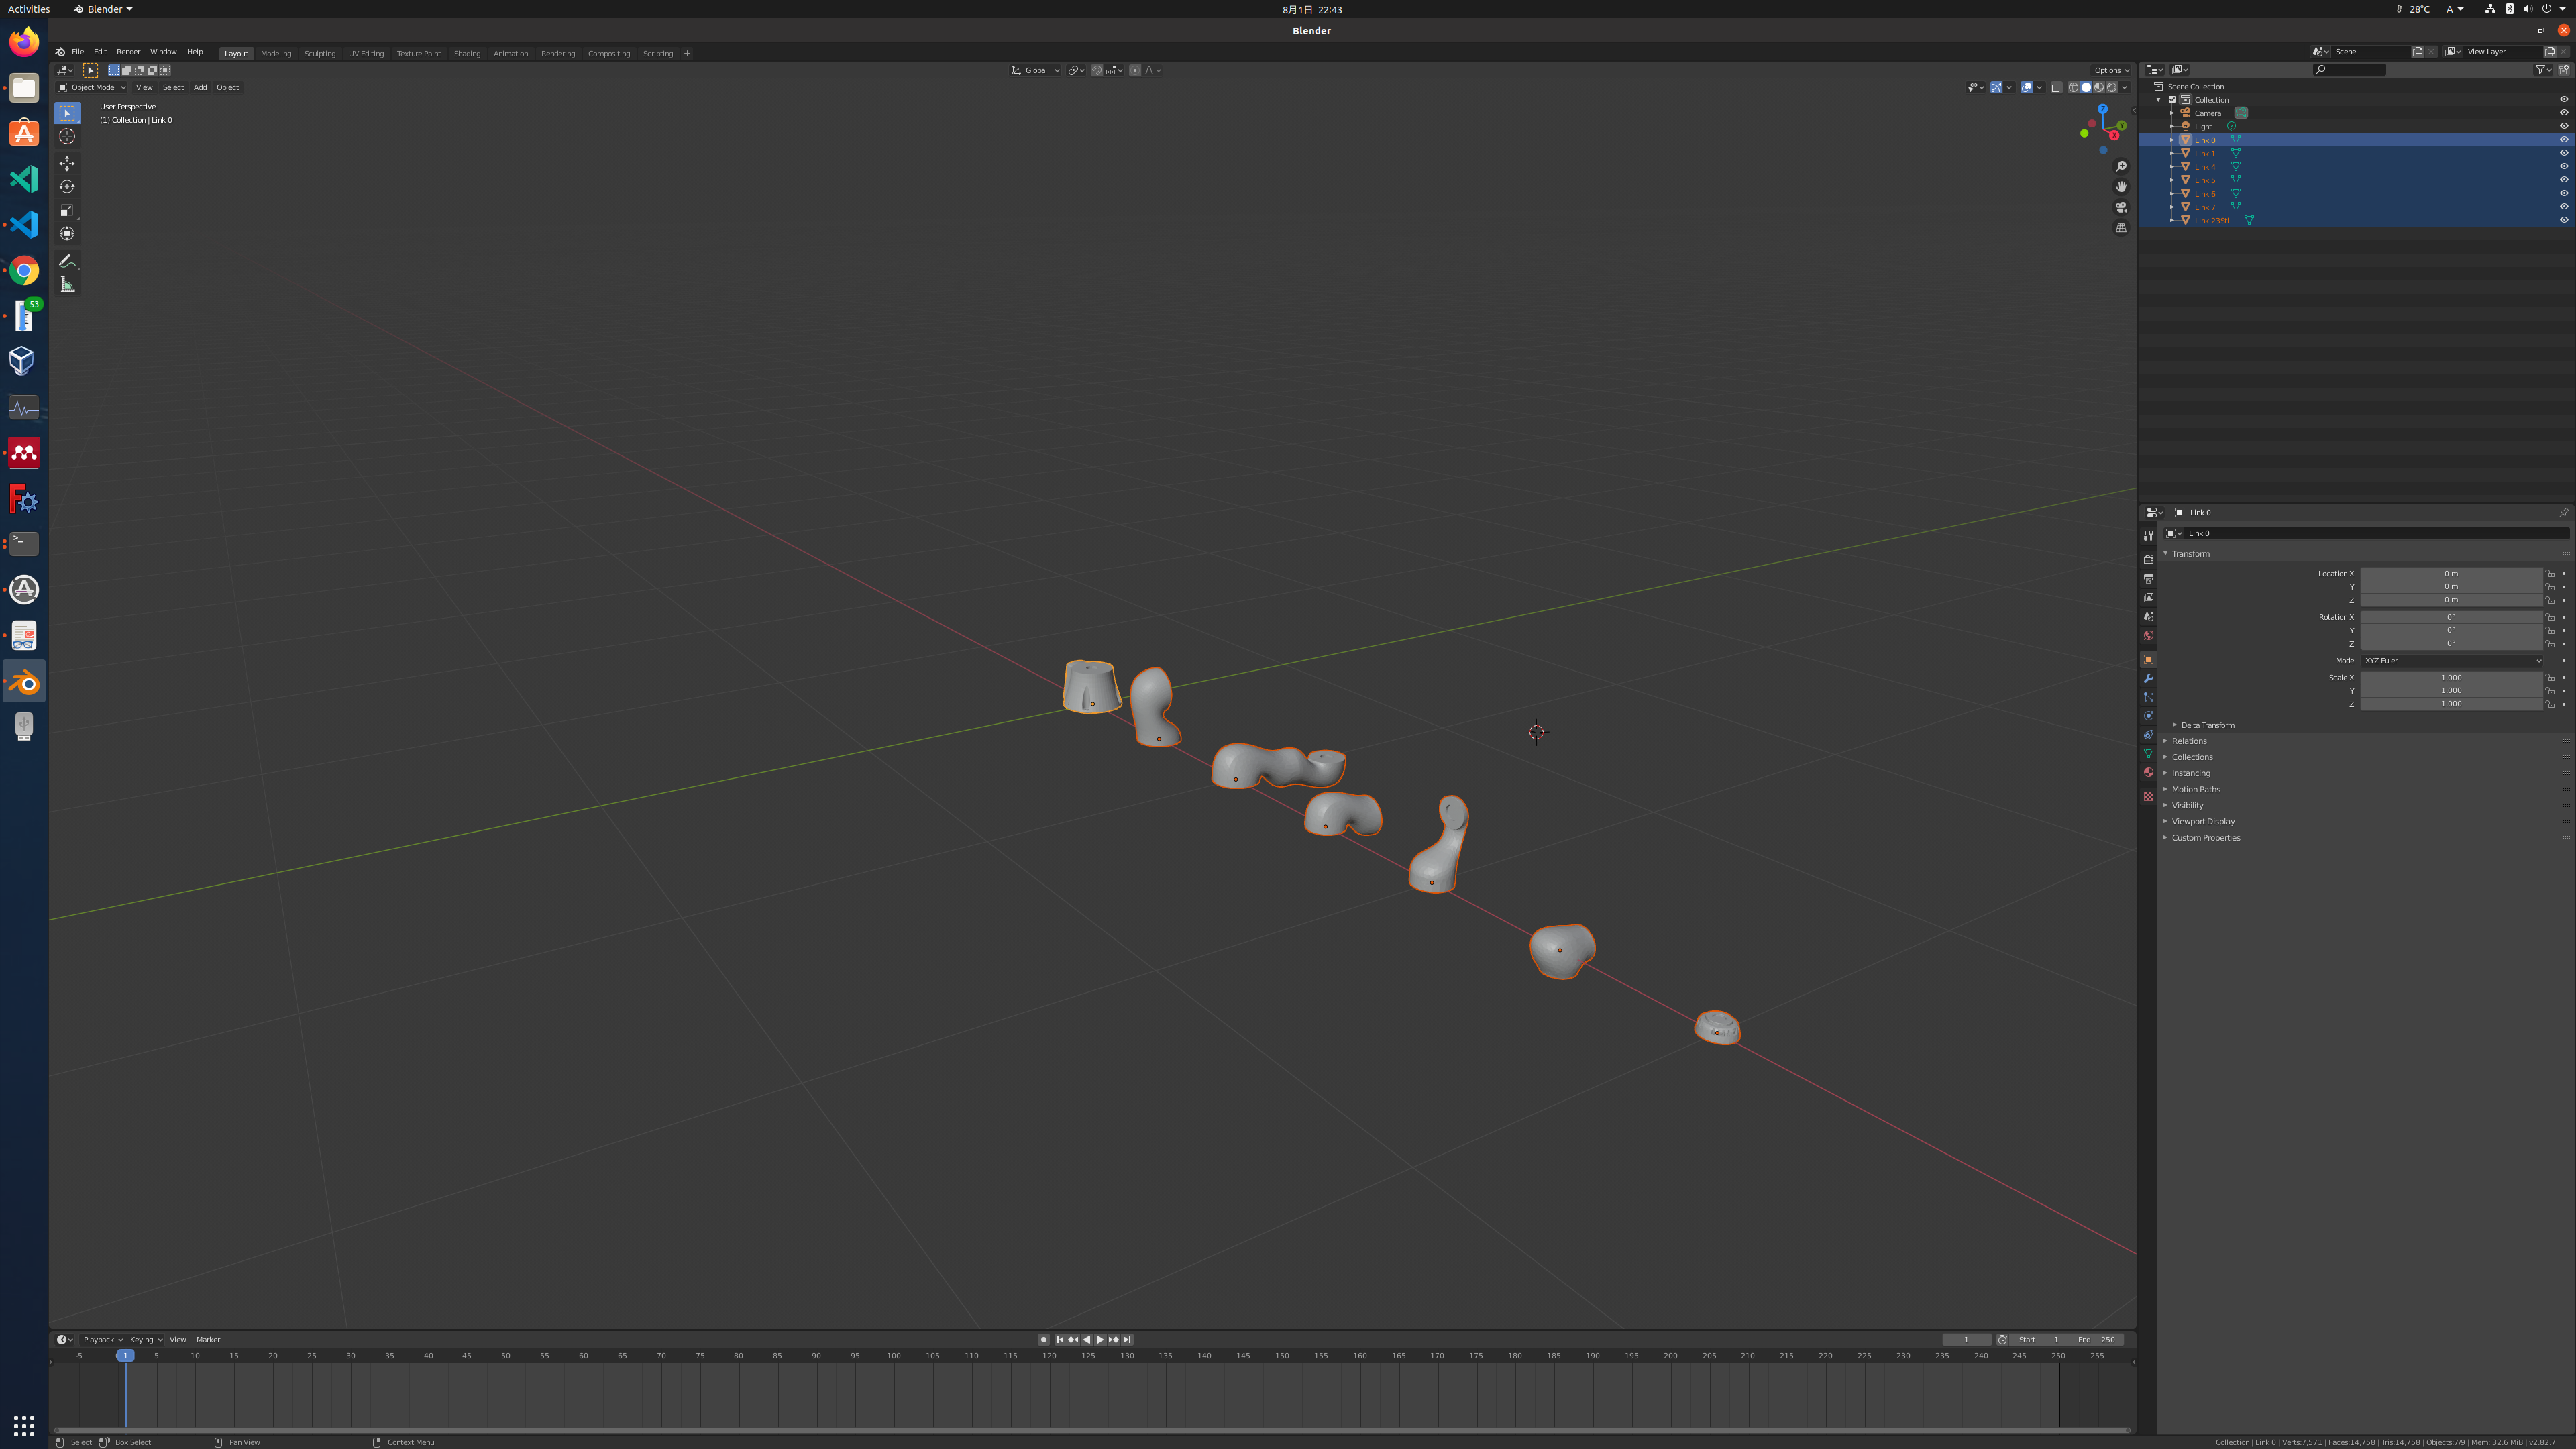 Activities Blender 8月1日 22:43 28°C A
Blender
File Edit Render Window Help Layout Modeling Sculpting UV Editing Texture Paint Shading Animation Rendering Compositing Scripting + Scene View Layer
Global Options
Object Mode View Select Add Object
User Perspective
(1) Collection | Link 0
Z
Y
X
53
Scene Collection
Collection
Camera
Light
Link 0
Link 1
Link 4
Link 5
Link 6
Link 7
Link 23Stl
Link 0
Link 0
Transform
Location X 0 m
Y 0 m
Z 0 m
Rotation X 0°
Y 0°
Z 0°
Mode XYZ Euler
Scale X 1.000
Y 1.000
Z 1.000
Delta Transform
Relations
Collections
Instancing
Motion Paths
Visibility
Viewport Display
Custom Properties
Playback Keying View Marker 1 Start 1 End 250
-5 1 5 10 15 20 25 30 35 40 45 50 55 60 65 70 75 80 85 90 95 100 105 110 115 120 125 130 135 140 145 150 155 160 165 170 175 180 185 190 195 200 205 210 215 220 225 230 235 240 245 250 255
Select Box Select Pan View Context Menu Collection | Link 0 | Verts:7,571 | Faces:14,758 | Tris:14,758 | Objects:7/9 | Mem: 32.6 MiB | v2.82.7